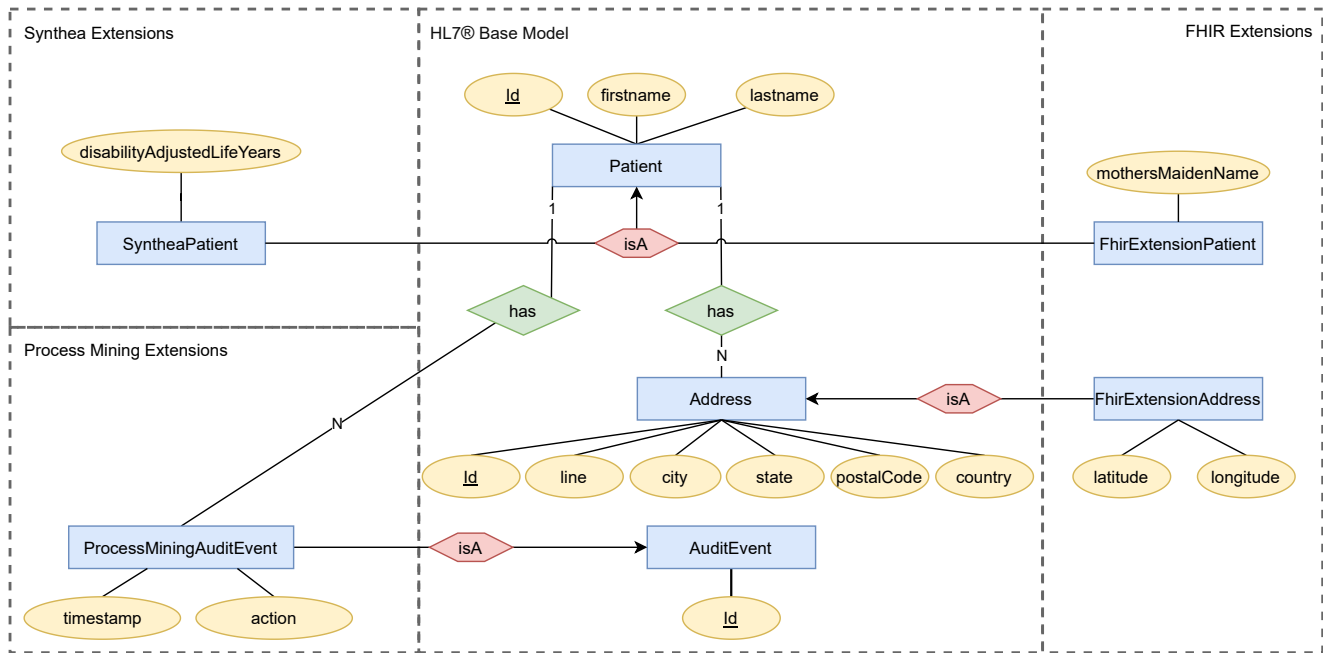 Synthea Extensions
HL7® Base Model
FHIR Extensions
Id
firstname
lastname
disabilityAdjustedLifeYears
Patient
mothersMaidenName
1
1
SyntheaPatient
isA
FhirExtensionPatient
has
has
Process Mining Extensions
N
Address
isA
FhirExtensionAddress
N
Id
line
city
state
postalCode
country
latitude
longitude
ProcessMiningAuditEvent
isA
AuditEvent
timestamp
action
Id